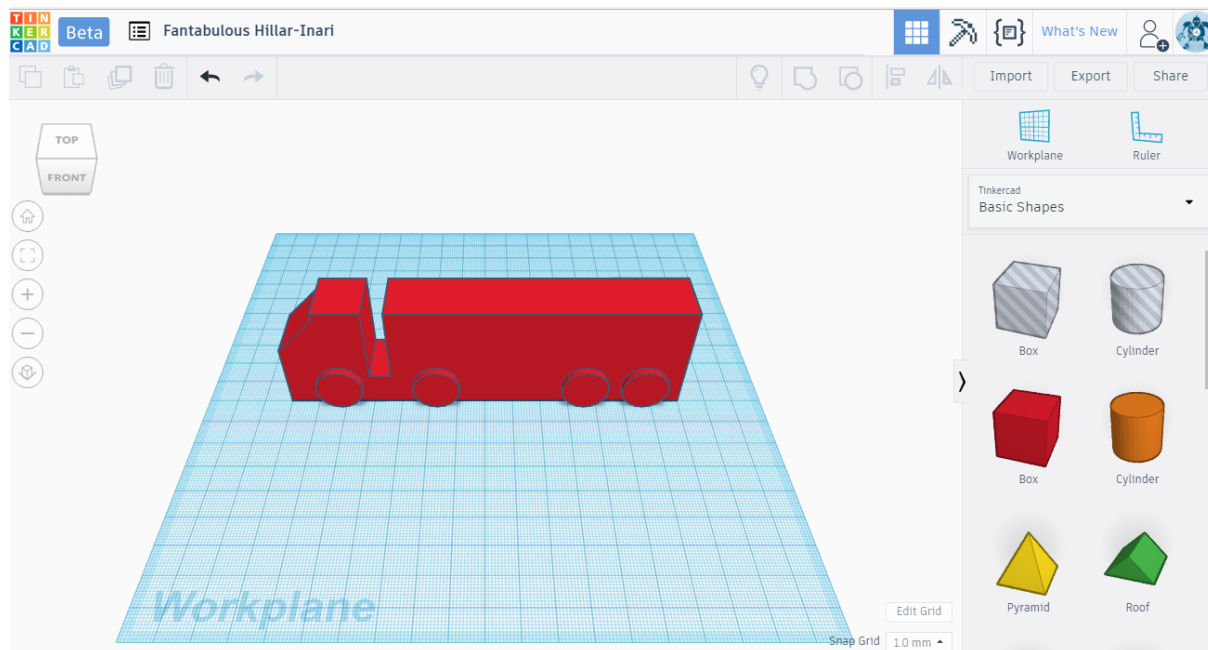 TIN
KER
CAD
Beta
Fantabulous Hillar-Inari
What's New
Import
Export
Share
TOP
FRONT
Workplane
Ruler
Tinkercad
Basic Shapes
Box
Cylinder
Box
Cylinder
Pyramid
Roof
Workplane
Edit Grid
Snap Grid
1.0 mm